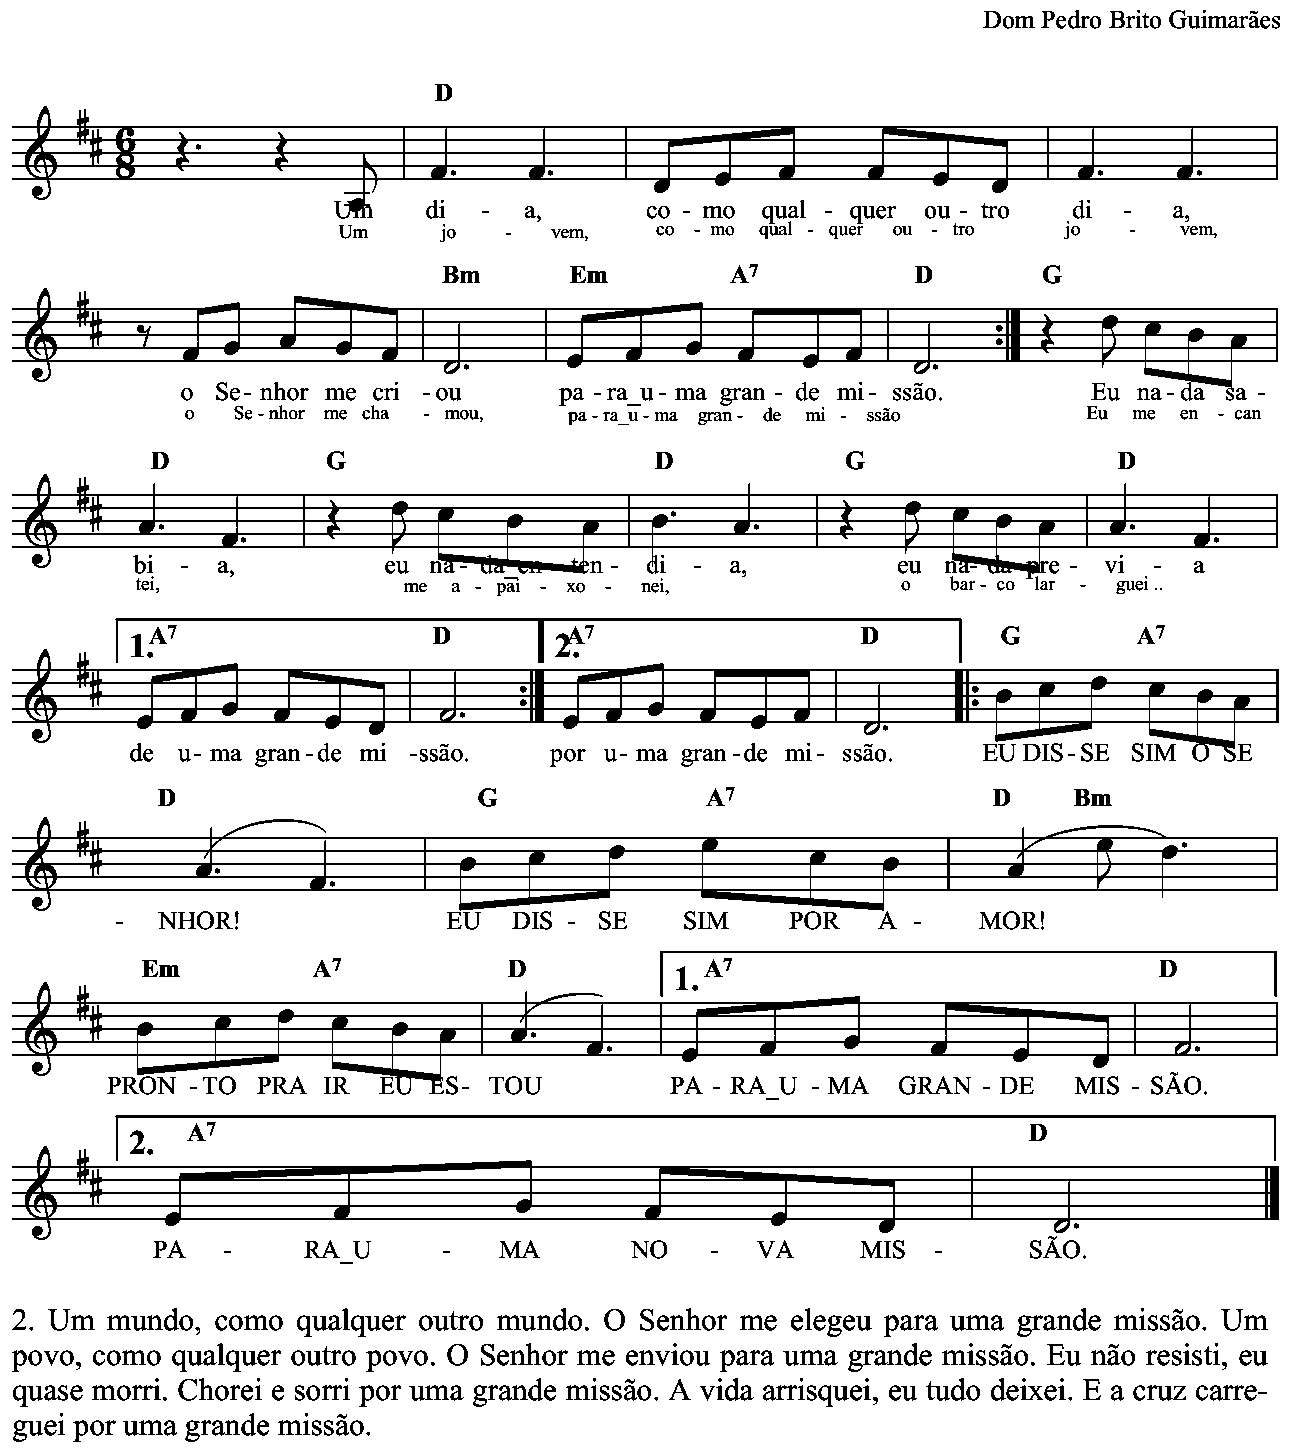 Dom Pedro Brito Guimarães
D
6
8
Um di - a, co - mo qual - quer ou - tro di - a,
Um jo - vem, co - mo qual - quer ou - tro jo - vem,
Bm Em A7 D G
o Se - nhor me cri - ou pa - ra_u - ma gran - de mi - ssão. Eu na - da sa -
o Se - nhor me cha - mou, pa - ra_u - ma gran - de mi - ssão Eu me en - can
D G D G D
bi - a, eu na - da_en - ten - di - a, eu na - da pre - vi - a
tei, me a - pai - xo - nei, o bar - co lar - guei ..
1. A7 D 2. A7 D G A7
de u - ma gran - de mi - ssão. por u - ma gran - de mi - ssão. EU DIS - SE SIM O SE
D G A7 D Bm
- NHOR! EU DIS - SE SIM POR A - MOR!
Em A7 D 1. A7 D
PRON - TO PRA IR EU ES - TOU PA - RA_U - MA GRAN - DE MIS - SÃO.
2. A7 D
PA - RA_U - MA NO - VA MIS - SÃO.
2. Um mundo, como qualquer outro mundo. O Senhor me elegeu para uma grande missão. Um
povo, como qualquer outro povo. O Senhor me enviou para uma grande missão. Eu não resisti, eu
quase morri. Chorei e sorri por uma grande missão. A vida arrisquei, eu tudo deixei. E a cruz carre-
guei por uma grande missão.